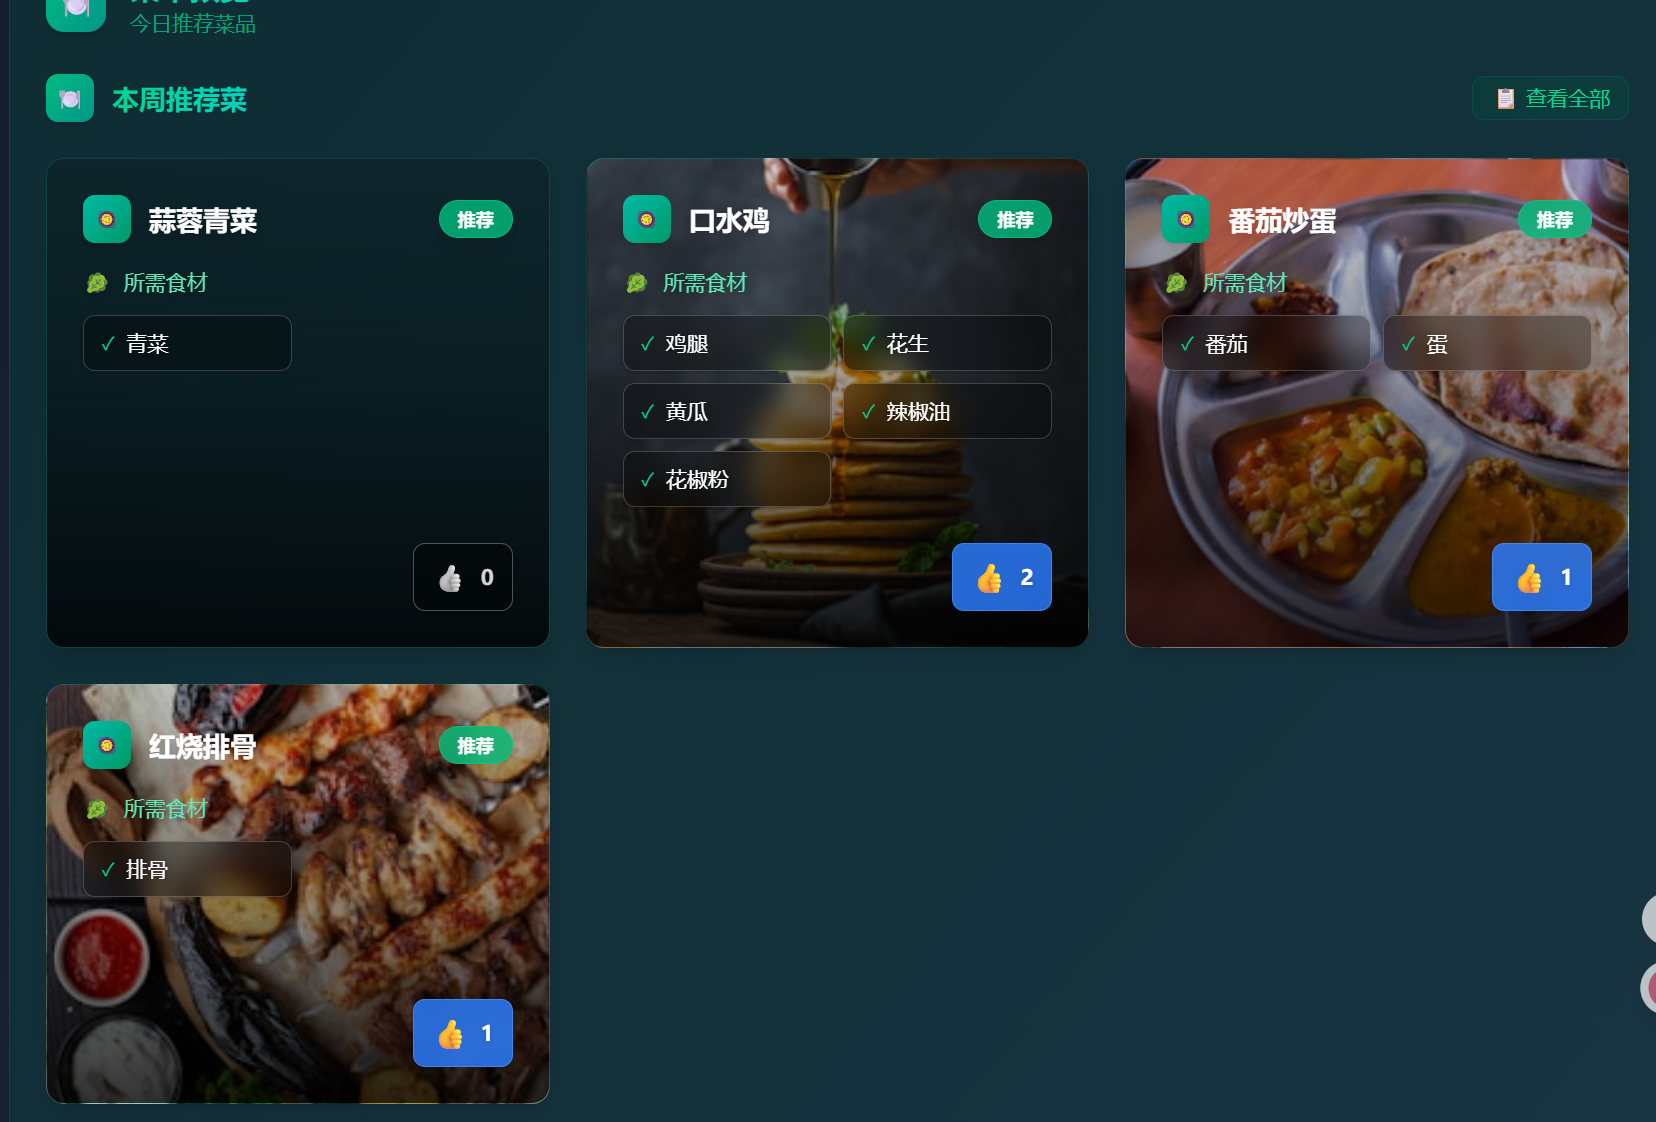 今日推荐菜品
本周推荐菜
查看全部
蒜蓉青菜
推荐
所需食材
✓ 青菜
0
口水鸡
推荐
所需食材
✓ 鸡腿
✓ 花生
✓ 黄瓜
✓ 辣椒油
✓ 花椒粉
2
番茄炒蛋
推荐
所需食材
✓ 番茄
✓ 蛋
1
红烧排骨
推荐
所需食材
✓ 排骨
1